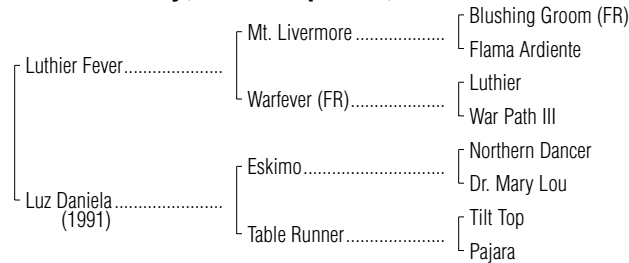 Blushing Groom (FR)
Mt. Livermore ....................
Flama Ardiente
Luthier Fever......................
Luthier
Warfever (FR).....................
War Path III
Northern Dancer
Eskimo...............................
Dr. Mary Lou
Luz Daniela ........................
(1991)
Tilt Top
Table Runner......................
Pajara